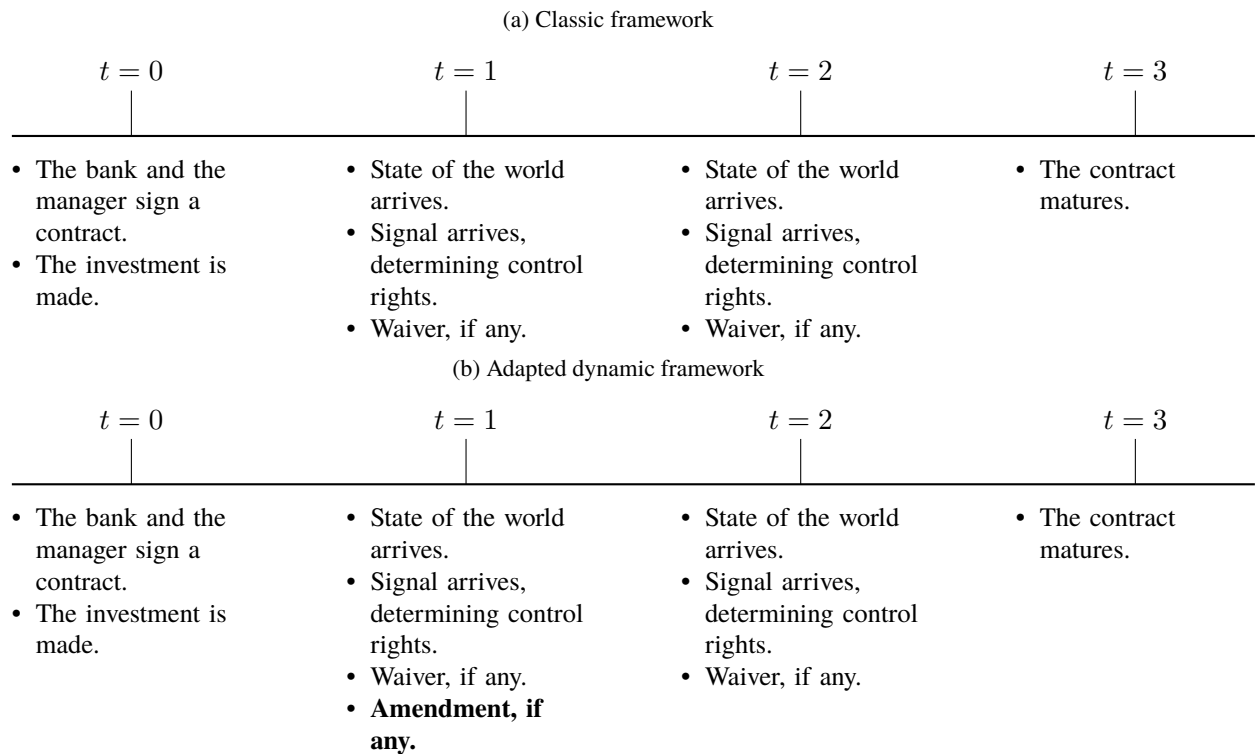 (a) Classic framework
t = 0 t = 1 t = 2 t = 3
• The bank and the
manager sign a
contract.
• The investment is
made.
• State of the world
arrives.
• Signal arrives,
determining control
rights.
• Waiver, if any.
• State of the world
arrives.
• Signal arrives,
determining control
rights.
• Waiver, if any.
• The contract
matures.
(b) Adapted dynamic framework
t = 0 t = 1 t = 2 t = 3
• The bank and the
manager sign a
contract.
• The investment is
made.
• State of the world
arrives.
• Signal arrives,
determining control
rights.
• Waiver, if any.
• Amendment, if
any.
• State of the world
arrives.
• Signal arrives,
determining control
rights.
• Waiver, if any.
• The contract
matures.